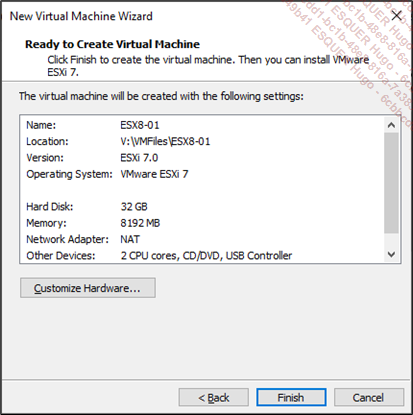 New Virtual Machine Wizard
Ready to Create Virtual Machine
Click Finish to create the virtual machine. Then you can install VMware
ESXi 7.
The virtual machine will be created with the following settings:
Name: ESX8-01
Location: V:\VMFiles\ESX8-01
Version: ESXi 7.0
Operating System: VMware ESXi 7
Hard Disk: 32 GB
Memory: 8192 MB
Network Adapter: NAT
Other Devices: 2 CPU cores, CD/DVD, USB Controller
Customize Hardware...
< Back Finish Cancel